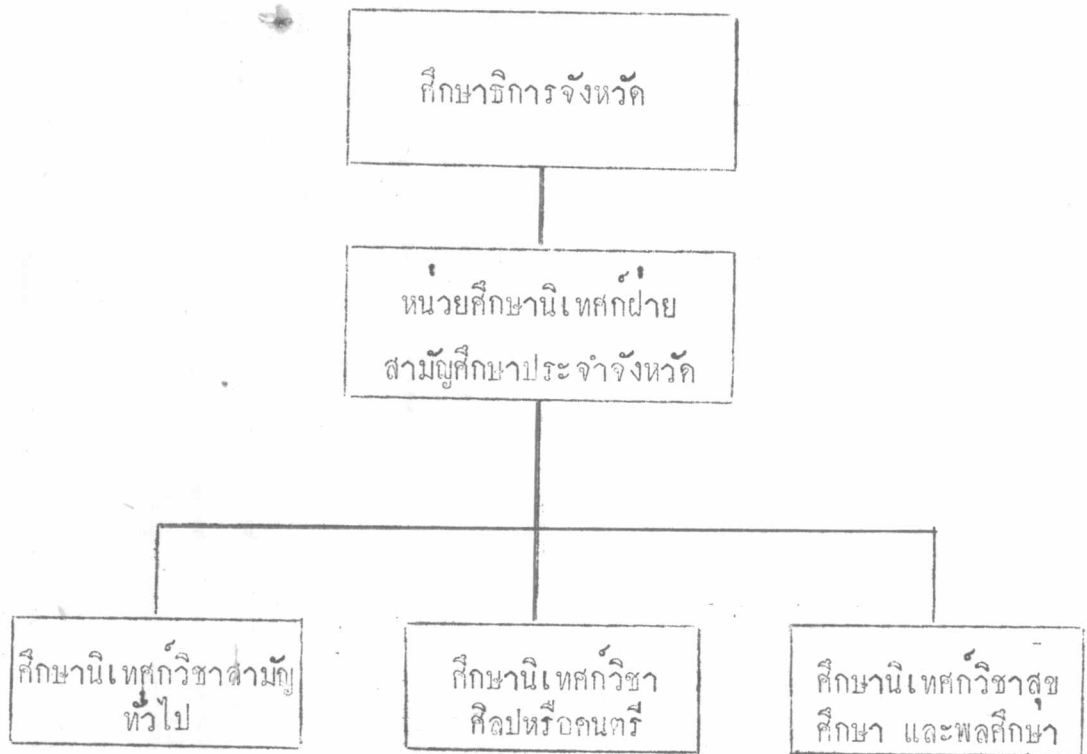 ศึกษาธิการจังหวัด
หน่วยศึกษานิเทศก์ฝ่าย
สามัญศึกษาประจำจังหวัด
ศึกษานิเทศก์วิชาสามัญ
ทั่วไป
ศึกษานิเทศก์วิชา
ศิลปหรือดนตรี
ศึกษานิเทศก์วิชาสุข
ศึกษา และพลศึกษา